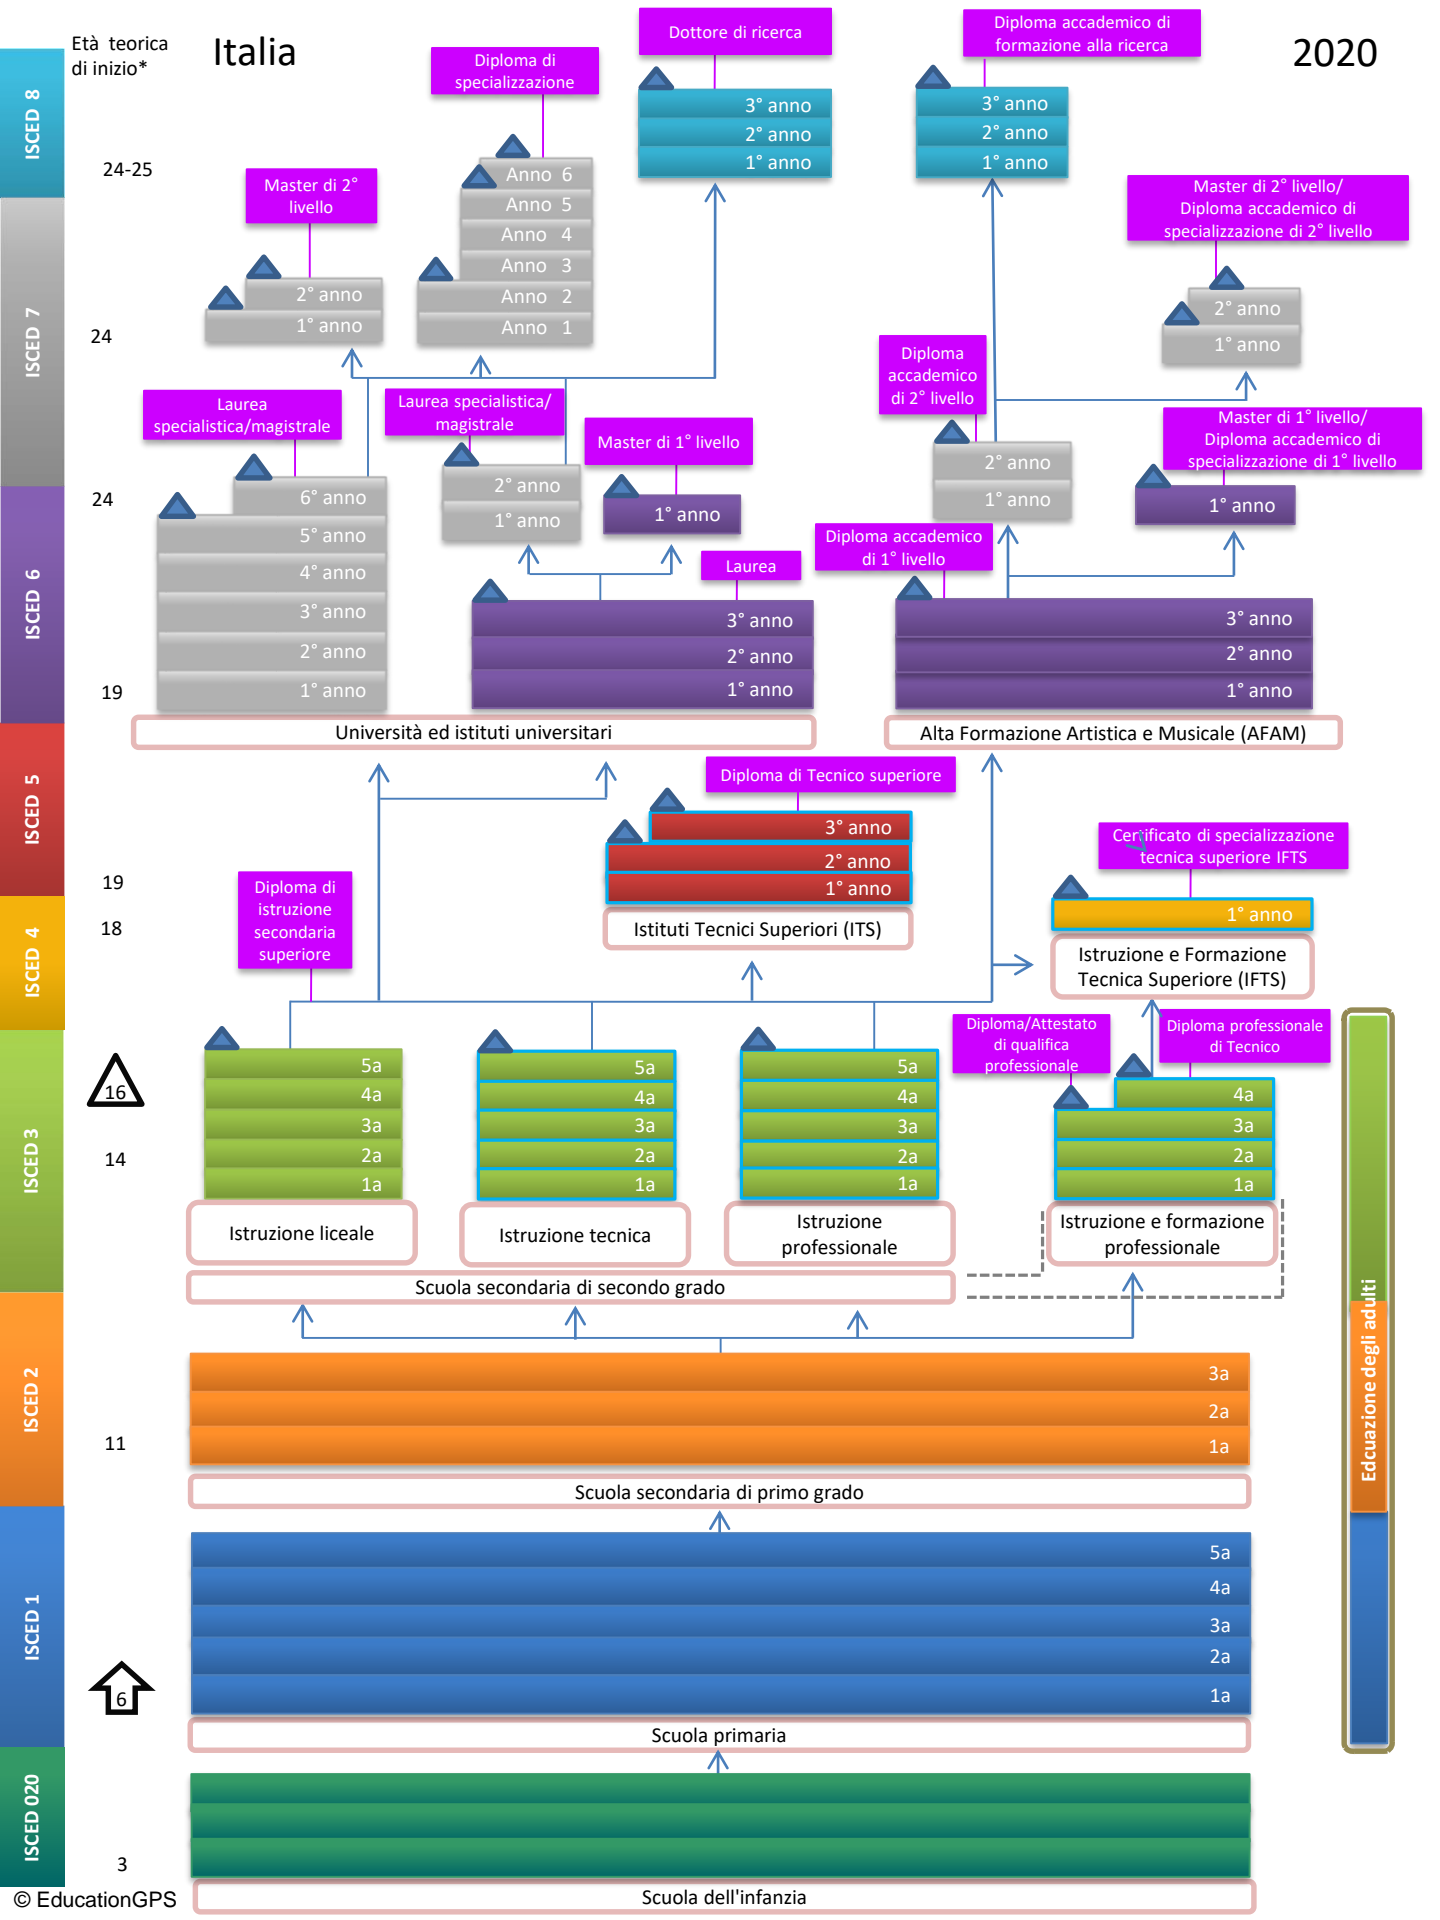 Età teorica
di inizio*
Italia
2020
ISCED 8
ISCED 7
ISCED 6
ISCED 5
ISCED 4
ISCED 3
ISCED 2
ISCED 1
ISCED 020
24-25
24
24
19
19
18
16
14
11
6
3
Diploma di
specializzazione
Dottore di ricerca
Diploma accademico di
formazione alla ricerca
3° anno
2° anno
1° anno
3° anno
2° anno
1° anno
Master di 2°
livello
2° anno
1° anno
Anno 6
Anno 5
Anno 4
Anno 3
Anno 2
Anno 1
Master di 2° livello/
Diploma accademico di
specializzazione di 2° livello
2° anno
1° anno
Laurea
specialistica/magistrale
Laurea specialistica/
magistrale
Master di 1° livello
Diploma
accademico
di 2° livello
Master di 1° livello/
Diploma accademico di
specializzazione di 1° livello
6° anno
5° anno
4° anno
3° anno
2° anno
1° anno
2° anno
1° anno
1° anno
2° anno
1° anno
1° anno
Laurea
Diploma accademico
di 1° livello
3° anno
2° anno
1° anno
3° anno
2° anno
1° anno
Università ed istituti universitari
Alta Formazione Artistica e Musicale (AFAM)
Diploma di Tecnico superiore
3° anno
2° anno
1° anno
Istituti Tecnici Superiori (ITS)
Certificato di specializzazione
tecnica superiore IFTS
1° anno
Istruzione e Formazione
Tecnica Superiore (IFTS)
Diploma di
istruzione
secondaria
superiore
Diploma/Attestato
di qualifica
professionale
Diploma professionale
di Tecnico
5a
4a
3a
2a
1a
5a
4a
3a
2a
1a
5a
4a
3a
2a
1a
4a
3a
2a
1a
Istruzione liceale
Istruzione tecnica
Istruzione
professionale
Istruzione e formazione
professionale
Scuola secondaria di secondo grado
3a
2a
1a
Scuola secondaria di primo grado
5a
4a
3a
2a
1a
Scuola primaria
Scuola dell'infanzia
Edcuazione degli adulti
© EducationGPS